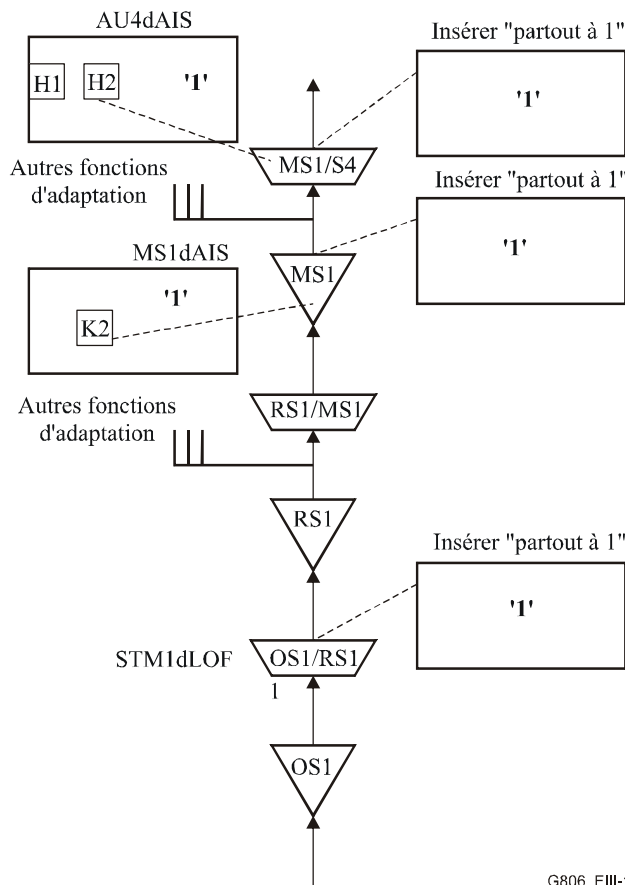 AU4dAIS
Insérer "partout à 1"
H1 H2 '1'
'1'
MS1/S4
Autres fonctions
d'adaptation
Insérer "partout à 1"
MS1dAIS
MS1
'1'
'1'
K2
RS1/MS1
Autres fonctions
d'adaptation
RS1
Insérer "partout à 1"
'1'
STM1dLOF
OS1/RS1
1
OS1